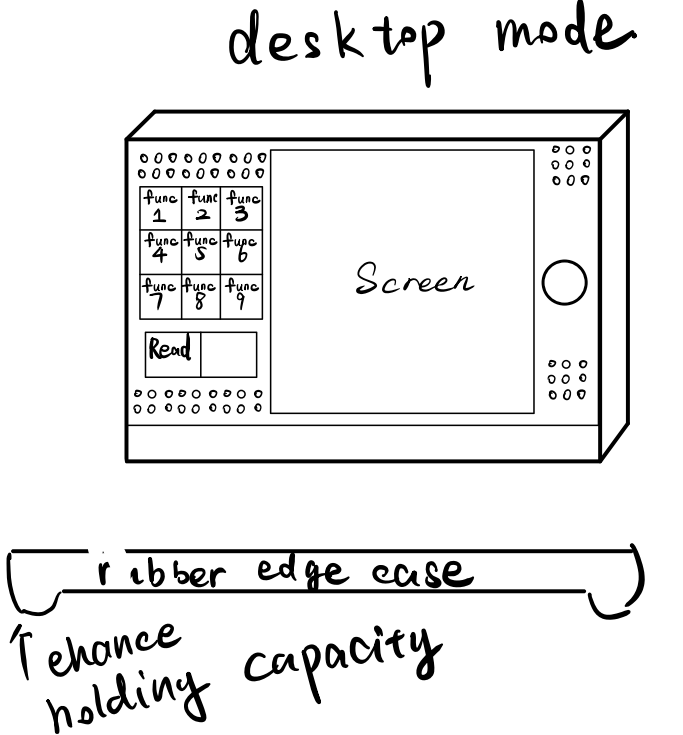 desktop mode
func func func
1 2 3
func func func
4 5 6
func func func
7 8 9
Screen
Read
rubber edge case
ehance
holding capacity